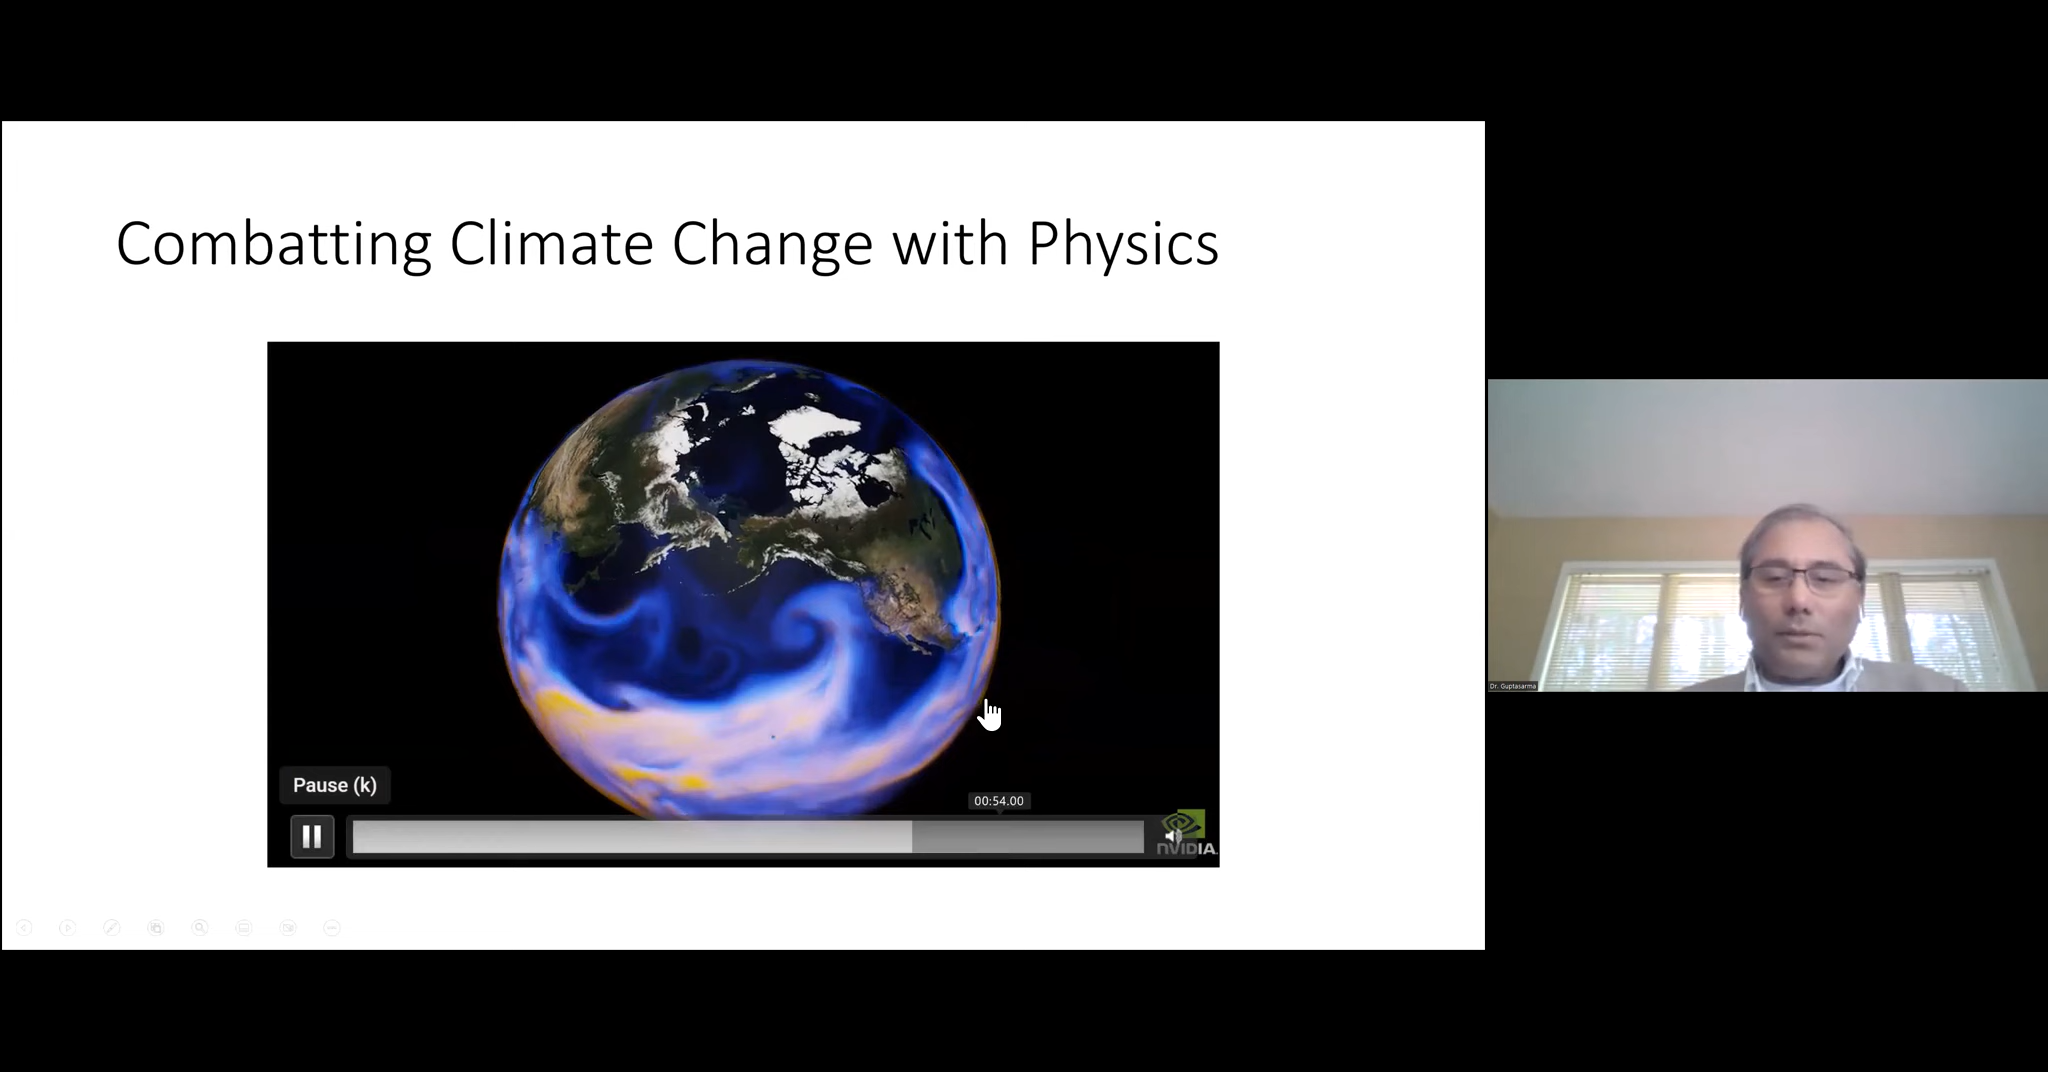 Combatting Climate Change with Physics
Pause (k)
00:54.00
NVIDIA.
Dr. Guptasarma